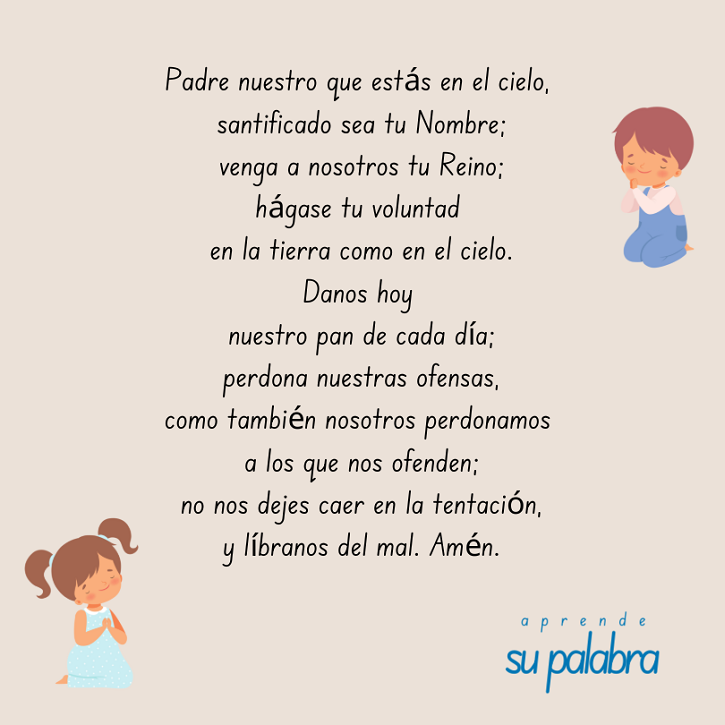 Padre nuestro que estás en el cielo,
santificado sea tu Nombre;
venga a nosotros tu Reino;
hágase tu voluntad
en la tierra como en el cielo.
Danos hoy
nuestro pan de cada día;
perdona nuestras ofensas,
como también nosotros perdonamos
a los que nos ofenden;
no nos dejes caer en la tentación,
y líbranos del mal. Amén.
aprende
su palabra